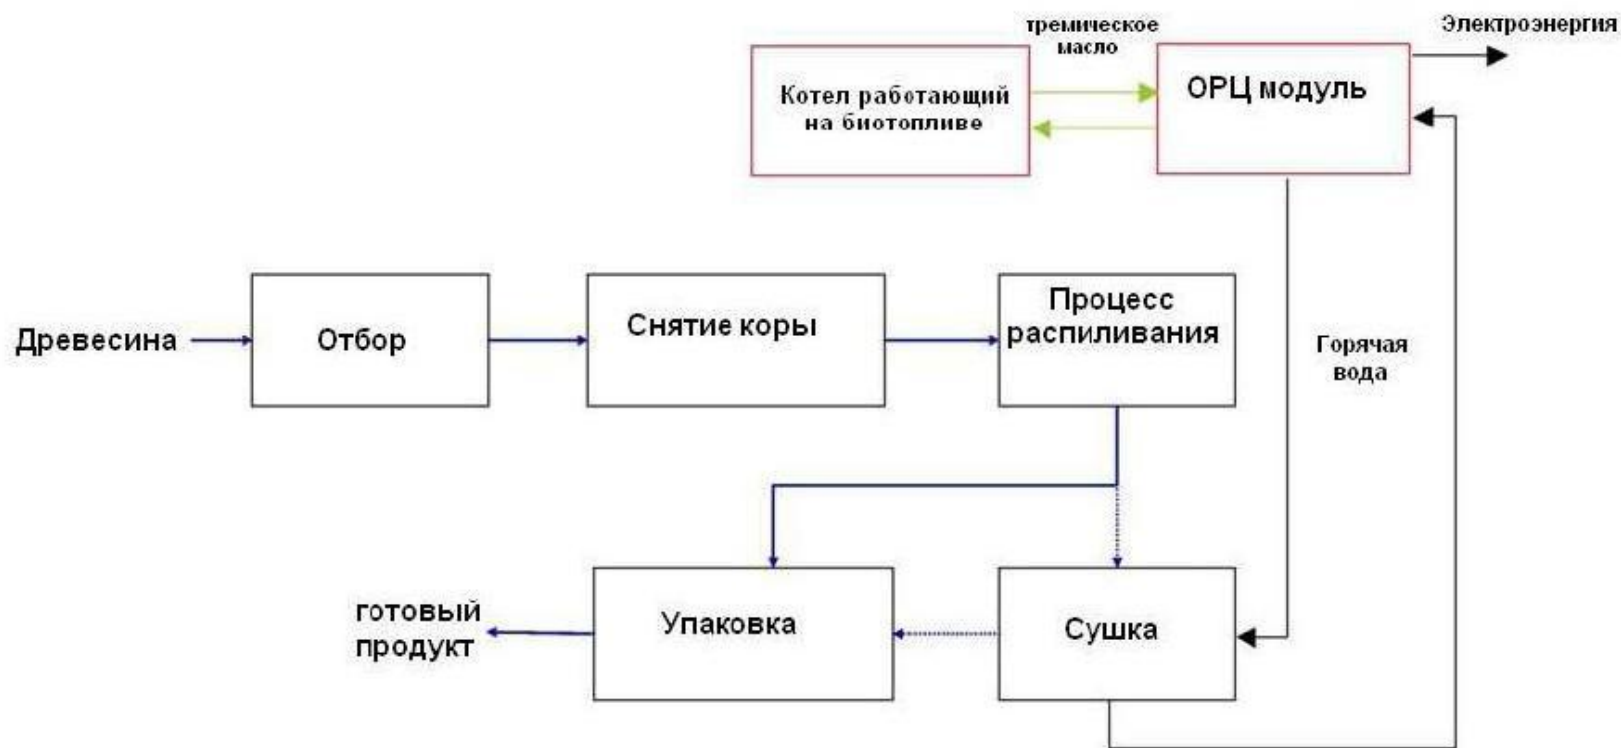 тремическое
масло
Электроэнергия
Котел работающий
на биотопливе
ОРЦ модуль
Древесина
Отбор
Снятие коры
Процесс
распиливания
Горячая
вода
готовый
продукт
Упаковка
Сушка